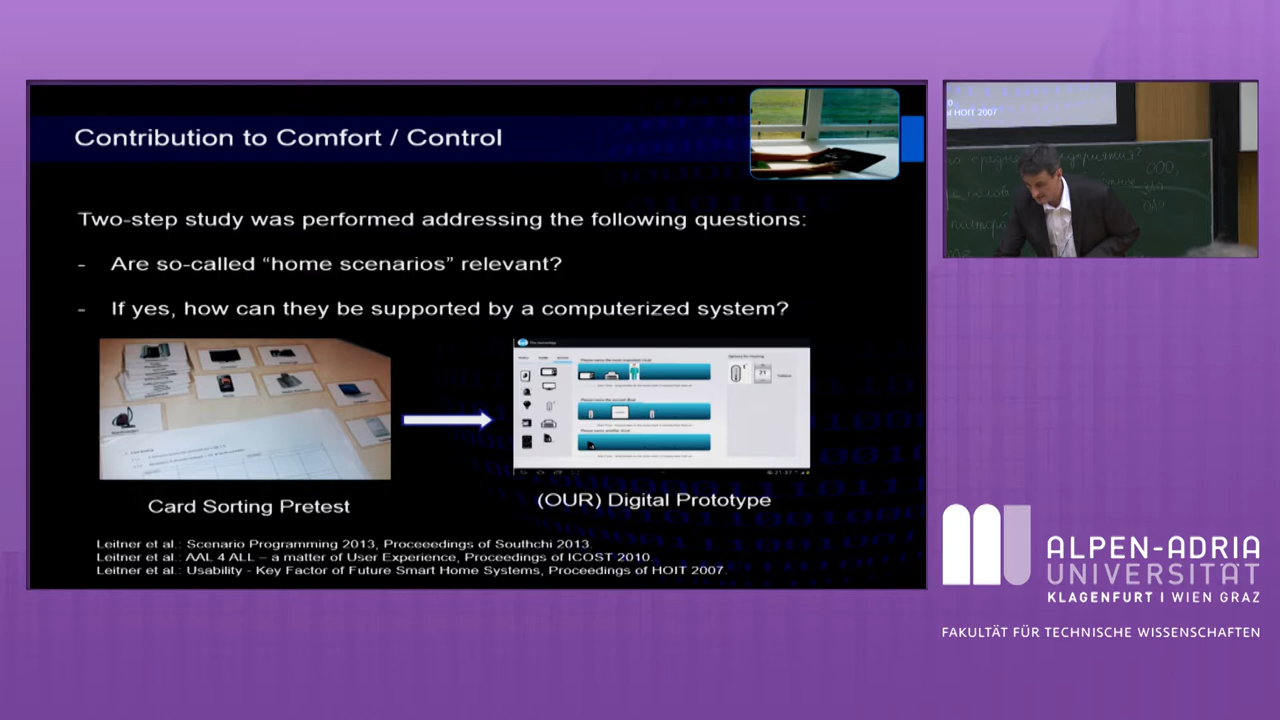 Contribution to Comfort / Control
Two-step study was performed addressing the following questions:
- Are so-called “home scenarios” relevant?
- If yes, how can they be supported by a computerized system?
Card Sorting Pretest
(OUR) Digital Prototype
Leitner et al.: Scenario Programming 2013, Proceeedings of Southchi 2013.
Leitner et al.: AAL 4 ALL – a matter of User Experience, Proceedings of ICOST 2010.
Leitner et al.: Usability - Key Factor of Future Smart Home Systems, Proceedings of HOIT 2007.
of HOIT 2007
ООО,
ALPEN-ADRIA
UNIVERSITÄT
KLAGENFURT I WIEN GRAZ
FAKULTÄT FÜR TECHNISCHE WISSENSCHAFTEN